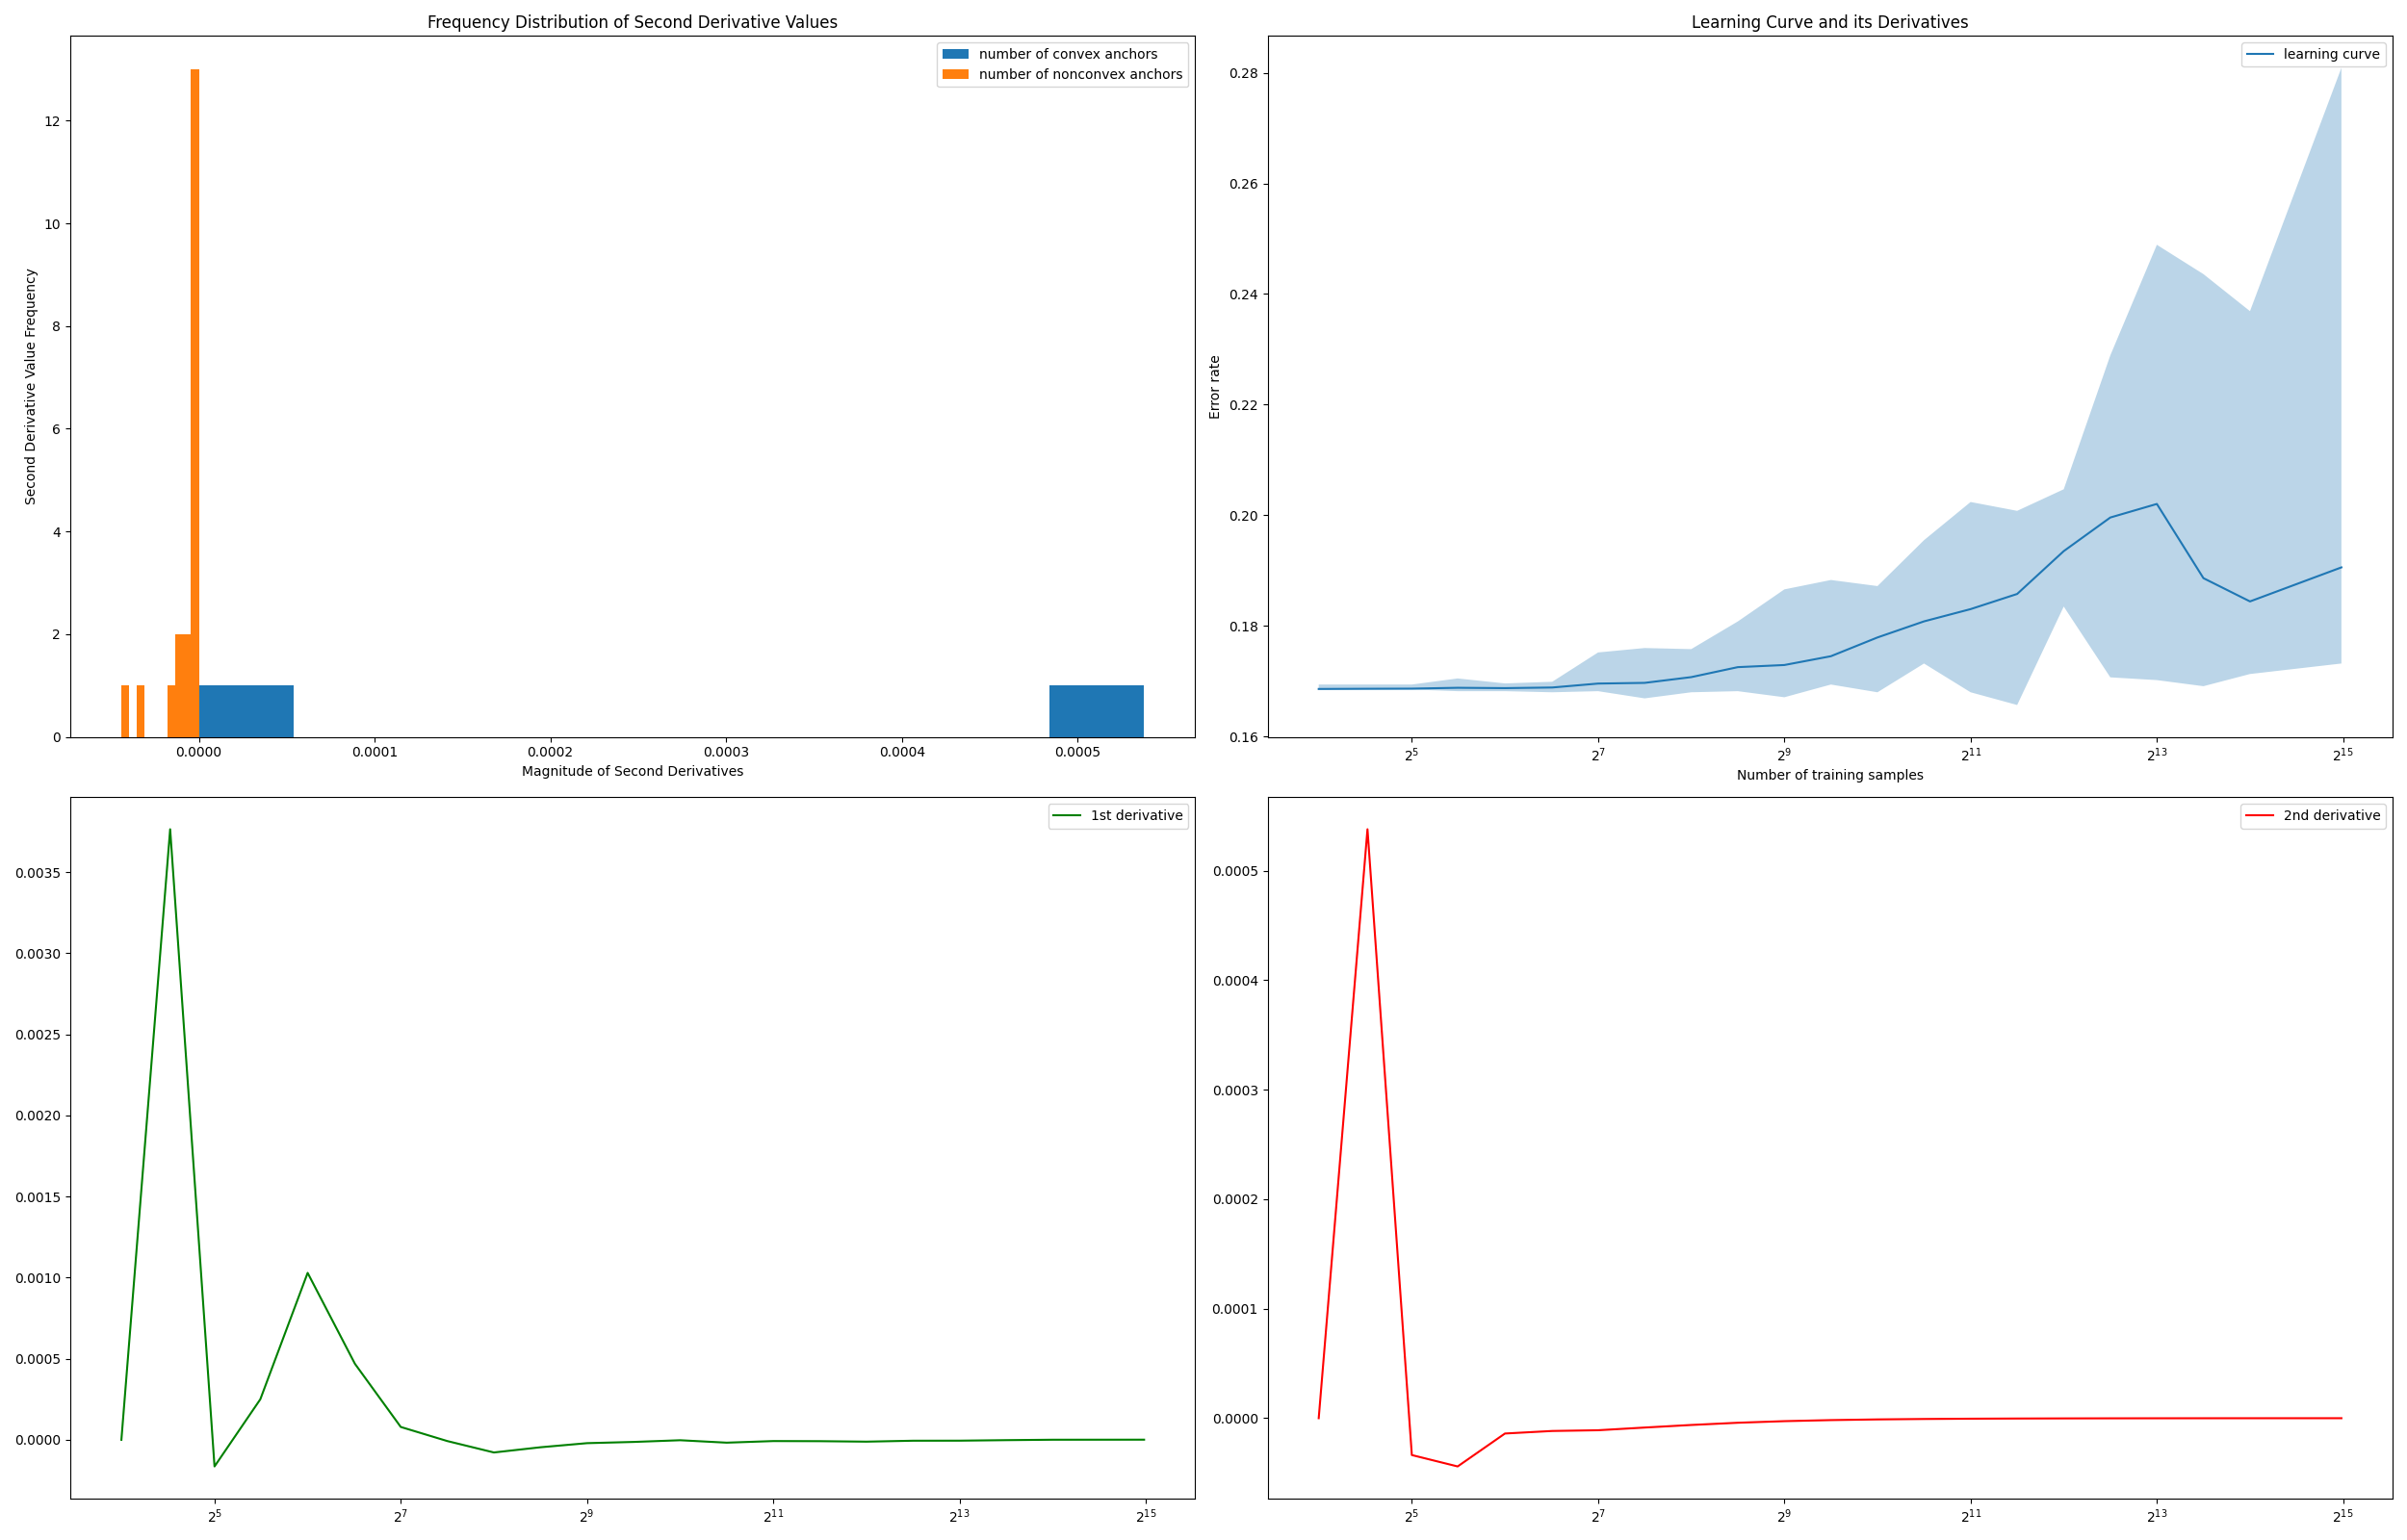 Frequency Distribution of Second Derivative Values
number of convex anchors
number of nonconvex anchors
12
10
8
6
4
2
0
Second Derivative Value Frequency
0.0000 0.0001 0.0002 0.0003 0.0004 0.0005
Magnitude of Second Derivatives
Learning Curve and its Derivatives
learning curve
0.28
0.26
0.24
0.22
0.20
0.18
0.16
Error rate
2^5 2^7 2^9 2^11 2^13 2^15
Number of training samples
1st derivative
0.0035
0.0030
0.0025
0.0020
0.0015
0.0010
0.0005
0.0000
2^5 2^7 2^9 2^11 2^13 2^15
2nd derivative
0.0005
0.0004
0.0003
0.0002
0.0001
0.0000
2^5 2^7 2^9 2^11 2^13 2^15